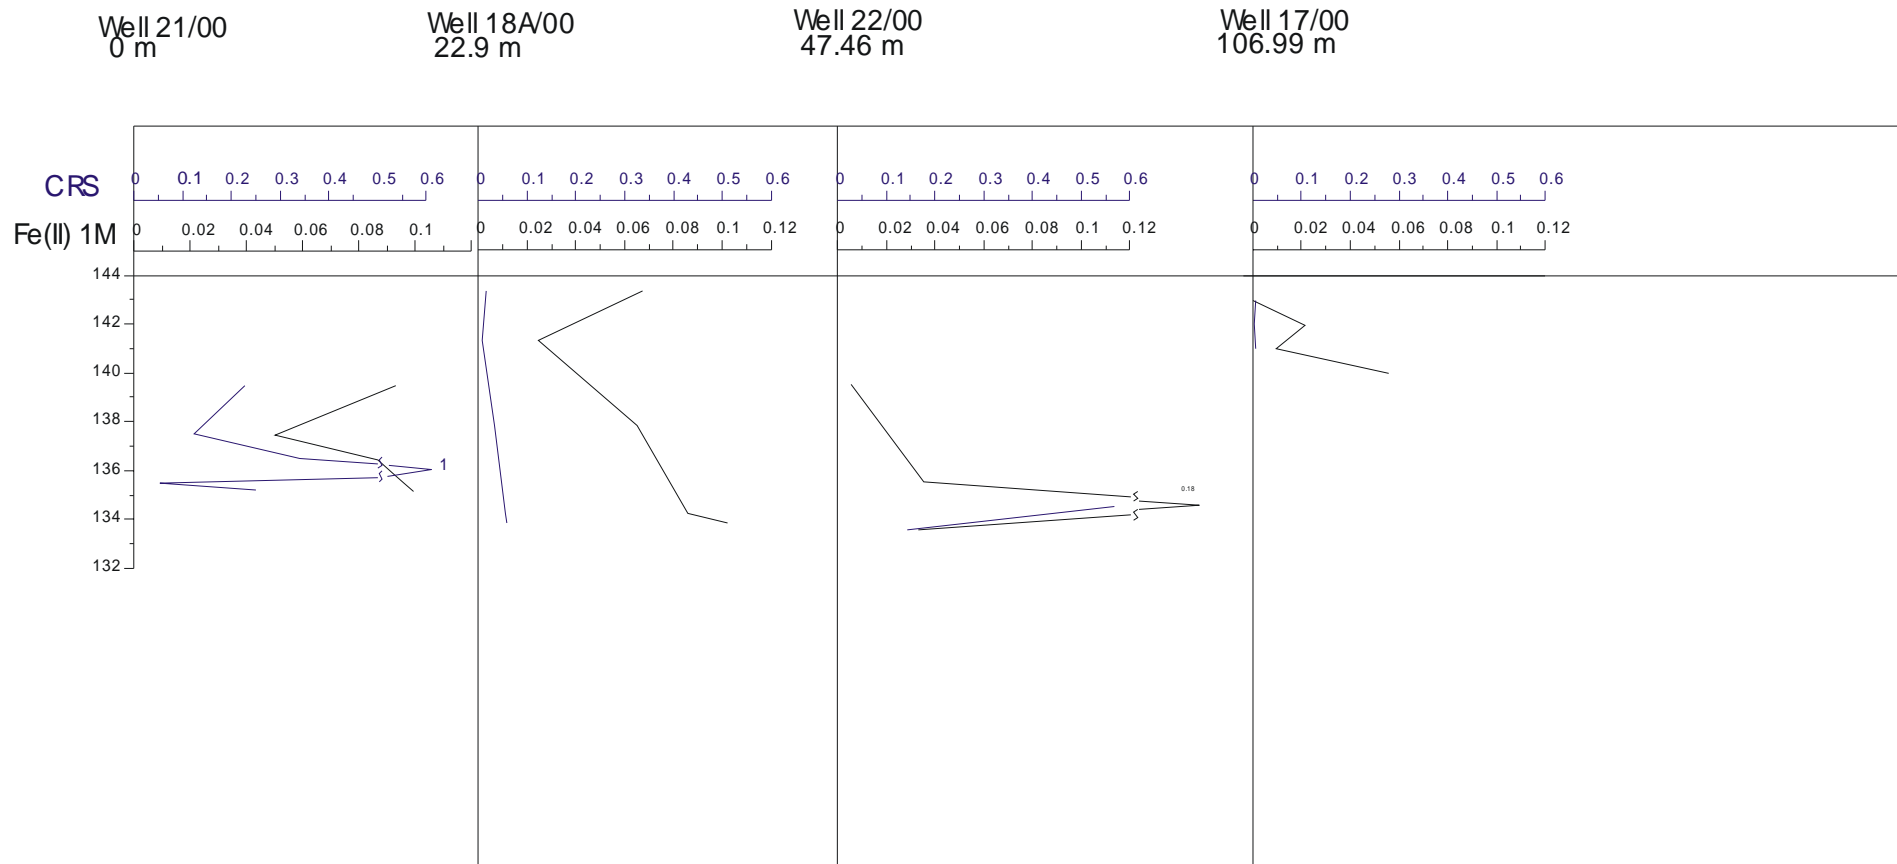 Well 21/00 Well 18A/00 Well 22/00 Well 17/00
0 m 22.9 m 47.46 m 106.99 m
CRS 0 0.1 0.2 0.3 0.4 0.5 0.6 0 0.1 0.2 0.3 0.4 0.5 0.6 0 0.1 0.2 0.3 0.4 0.5 0.6 0 0.1 0.2 0.3 0.4 0.5 0.6
Fe(II) 1M 0 0.02 0.04 0.06 0.08 0.1 0 0.02 0.04 0.06 0.08 0.1 0.12 0 0.02 0.04 0.06 0.08 0.1 0.12 0 0.02 0.04 0.06 0.08 0.1 0.12
144
142
140
138
136 1
0.18
134
132